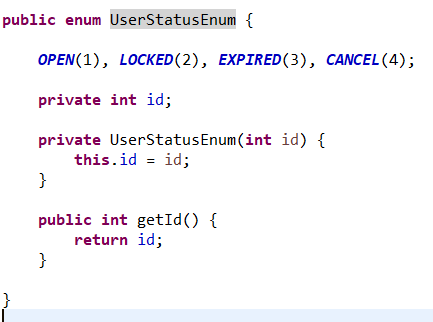 public enum UserStatusEnum {
OPEN(1), LOCKED(2), EXPIRED(3), CANCEL(4);
private int id;
private UserStatusEnum(int id) {
this.id = id;
}
public int getId() {
return id;
}
}